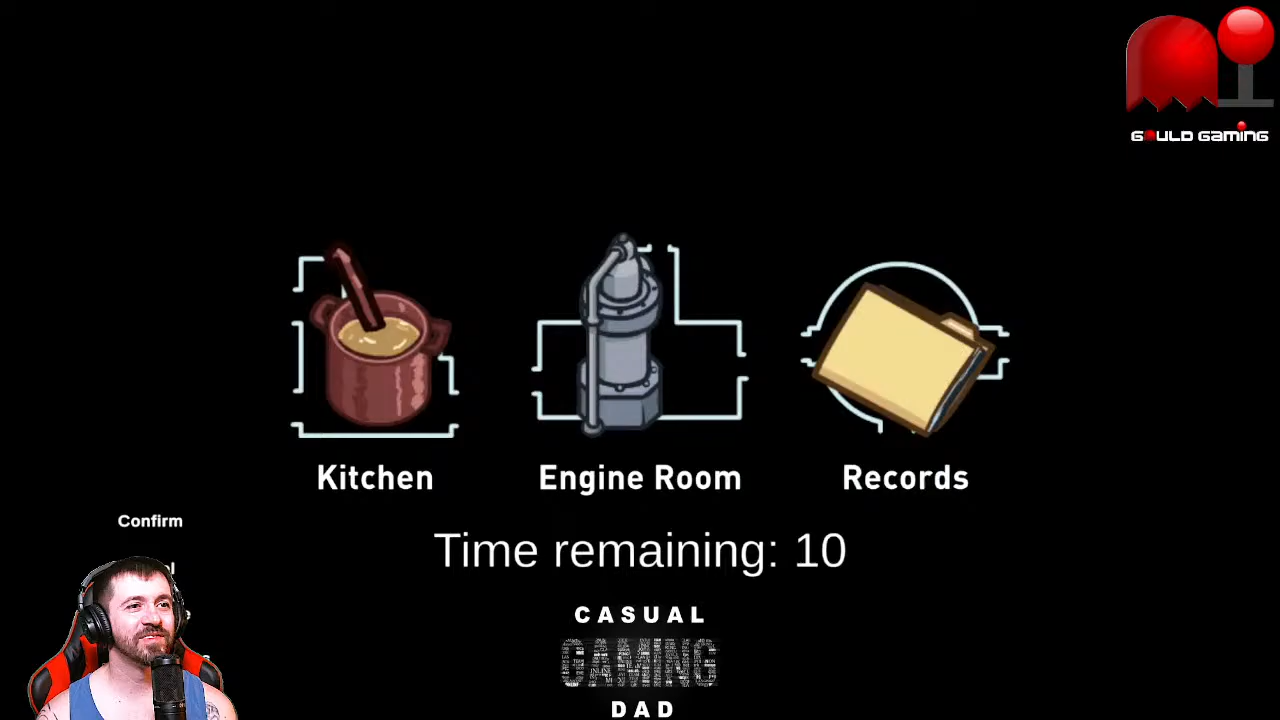 GOULD GAMING
Kitchen
Engine Room
Records
Confirm
Time remaining: 10
CASUAL
GAMING
DAD